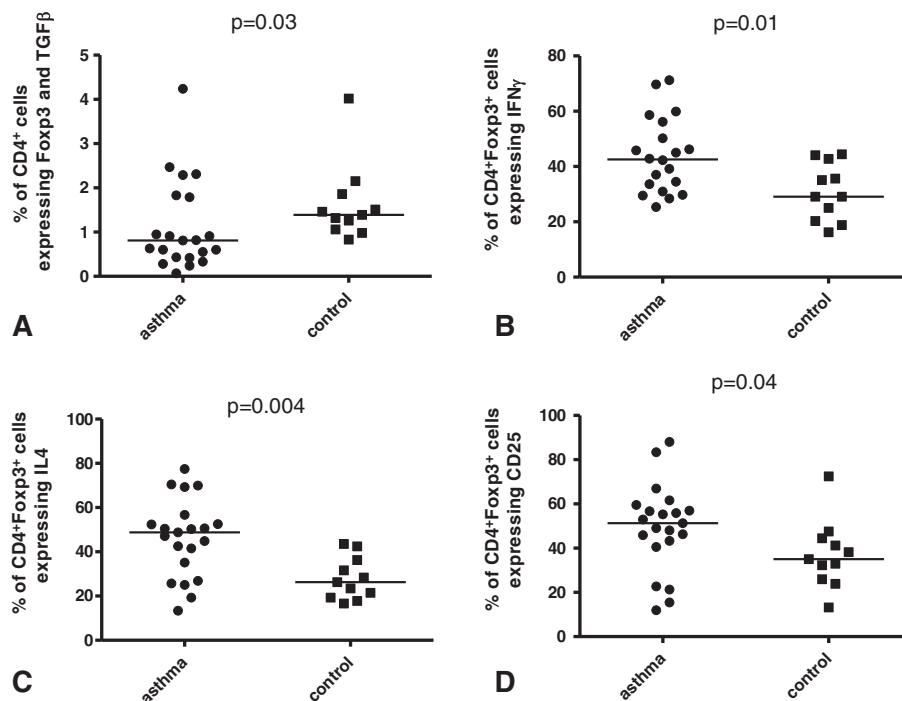 p=0.03
% of CD4+ cells
expressing Foxp3 and TGFβ
5
4
3
2
1
0
asthma
control
A
p=0.01
% of CD4+Foxp3+ cells
expressing IFNγ
80
60
40
20
0
asthma
control
B
p=0.004
% of CD4+Foxp3+ cells
expressing IL4
100
80
60
40
20
0
asthma
control
C
p=0.04
% of CD4+Foxp3+ cells
expressing CD25
100
80
60
40
20
0
asthma
control
D